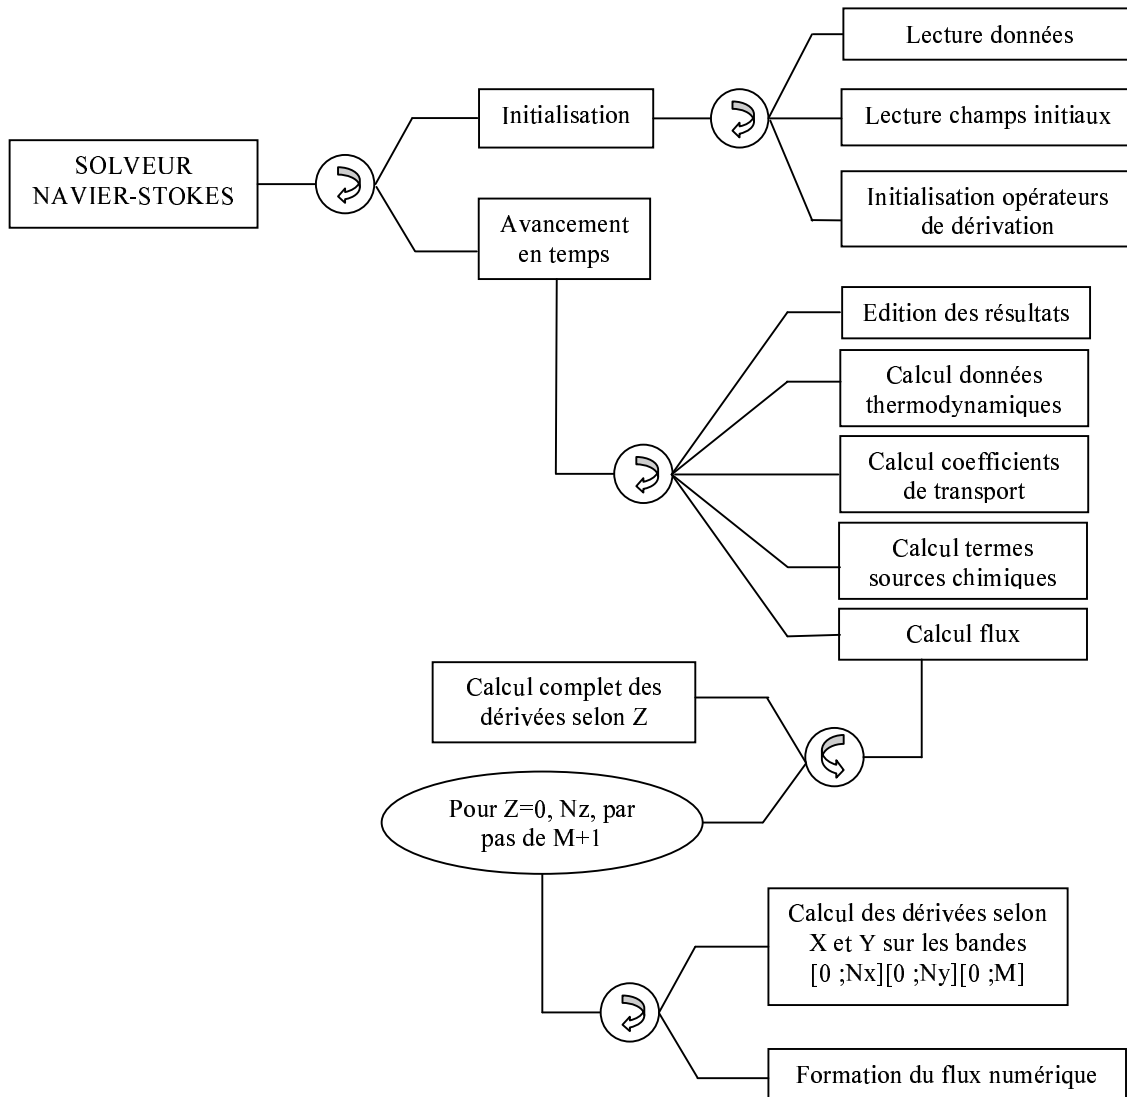 SOLVEUR
NAVIER-STOKES
Initialisation
Lecture données
Lecture champs initiaux
Initialisation opérateurs
de dérivation
Avancement
en temps
Edition des résultats
Calcul données
thermodynamiques
Calcul coefficients
de transport
Calcul termes
sources chimiques
Calcul flux
Calcul complet des
dérivées selon Z
Pour Z=0, Nz, par
pas de M+1
Calcul des dérivées selon
X et Y sur les bandes
[0 ;Nx][0 ;Ny][0 ;M]
Formation du flux numérique